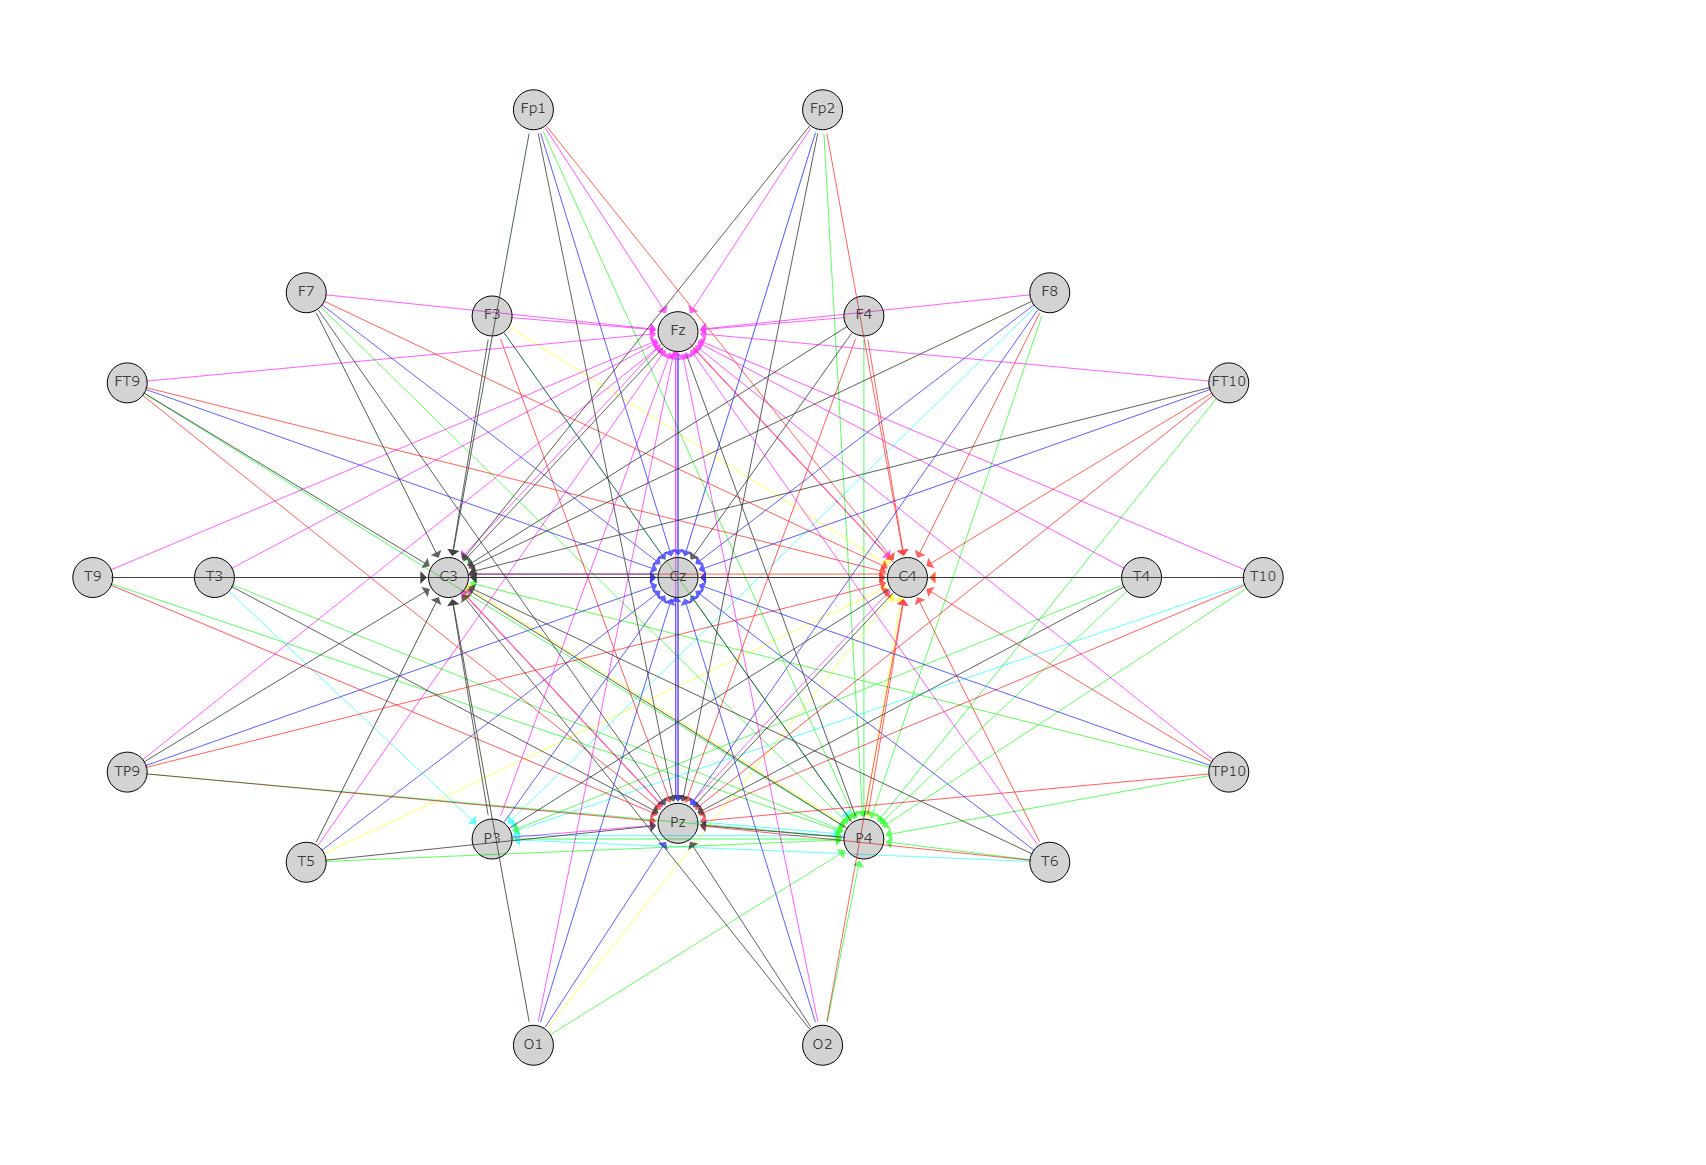 Fp1 Fp2
F7 F3 Fz F4 F8
FT9 FT10
T9 T3 C3 Cz C4 T4 T10
TP9 TP10
T5 P3 Pz P4 T6
O1 O2